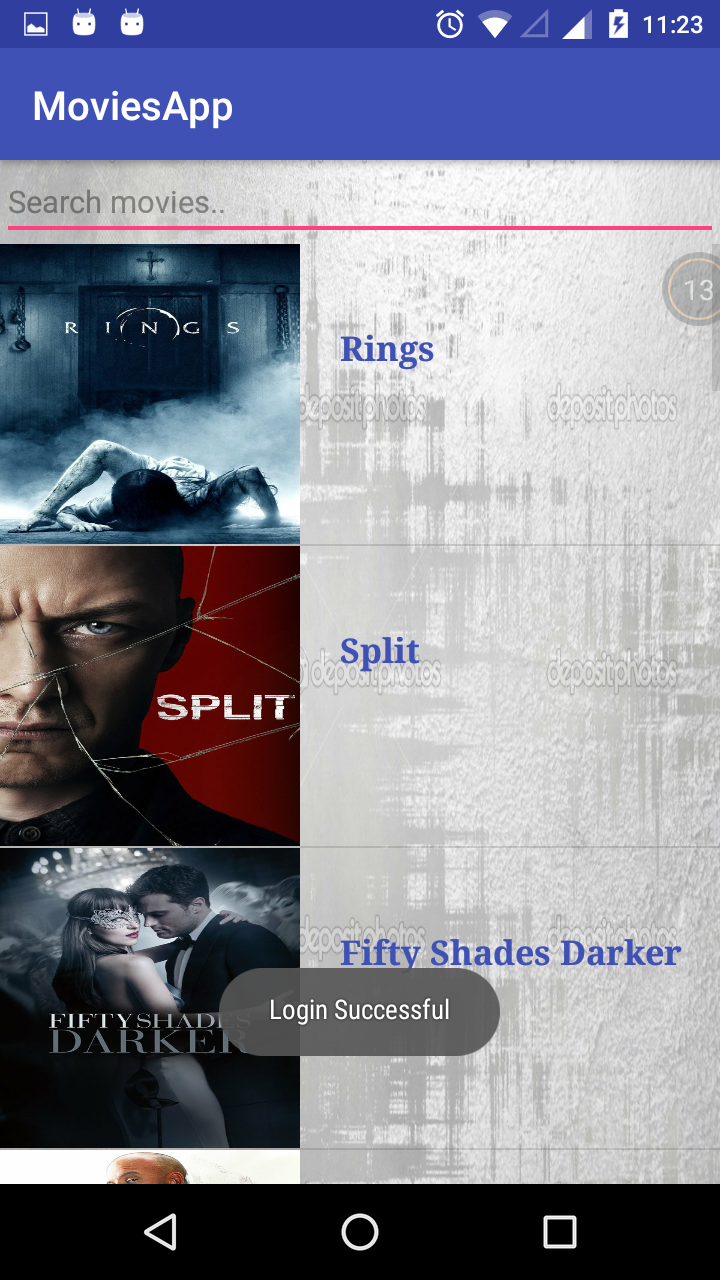 11:23
MoviesApp
Search movies..
13
RINGS
Rings
depositphotos
depositphotos
SPLIT
Split
depositphotos
depositphotos
depositphotos
depositphotos
Fifty Shades Darker
Login Successful
FIFTY SHADES
DARKER